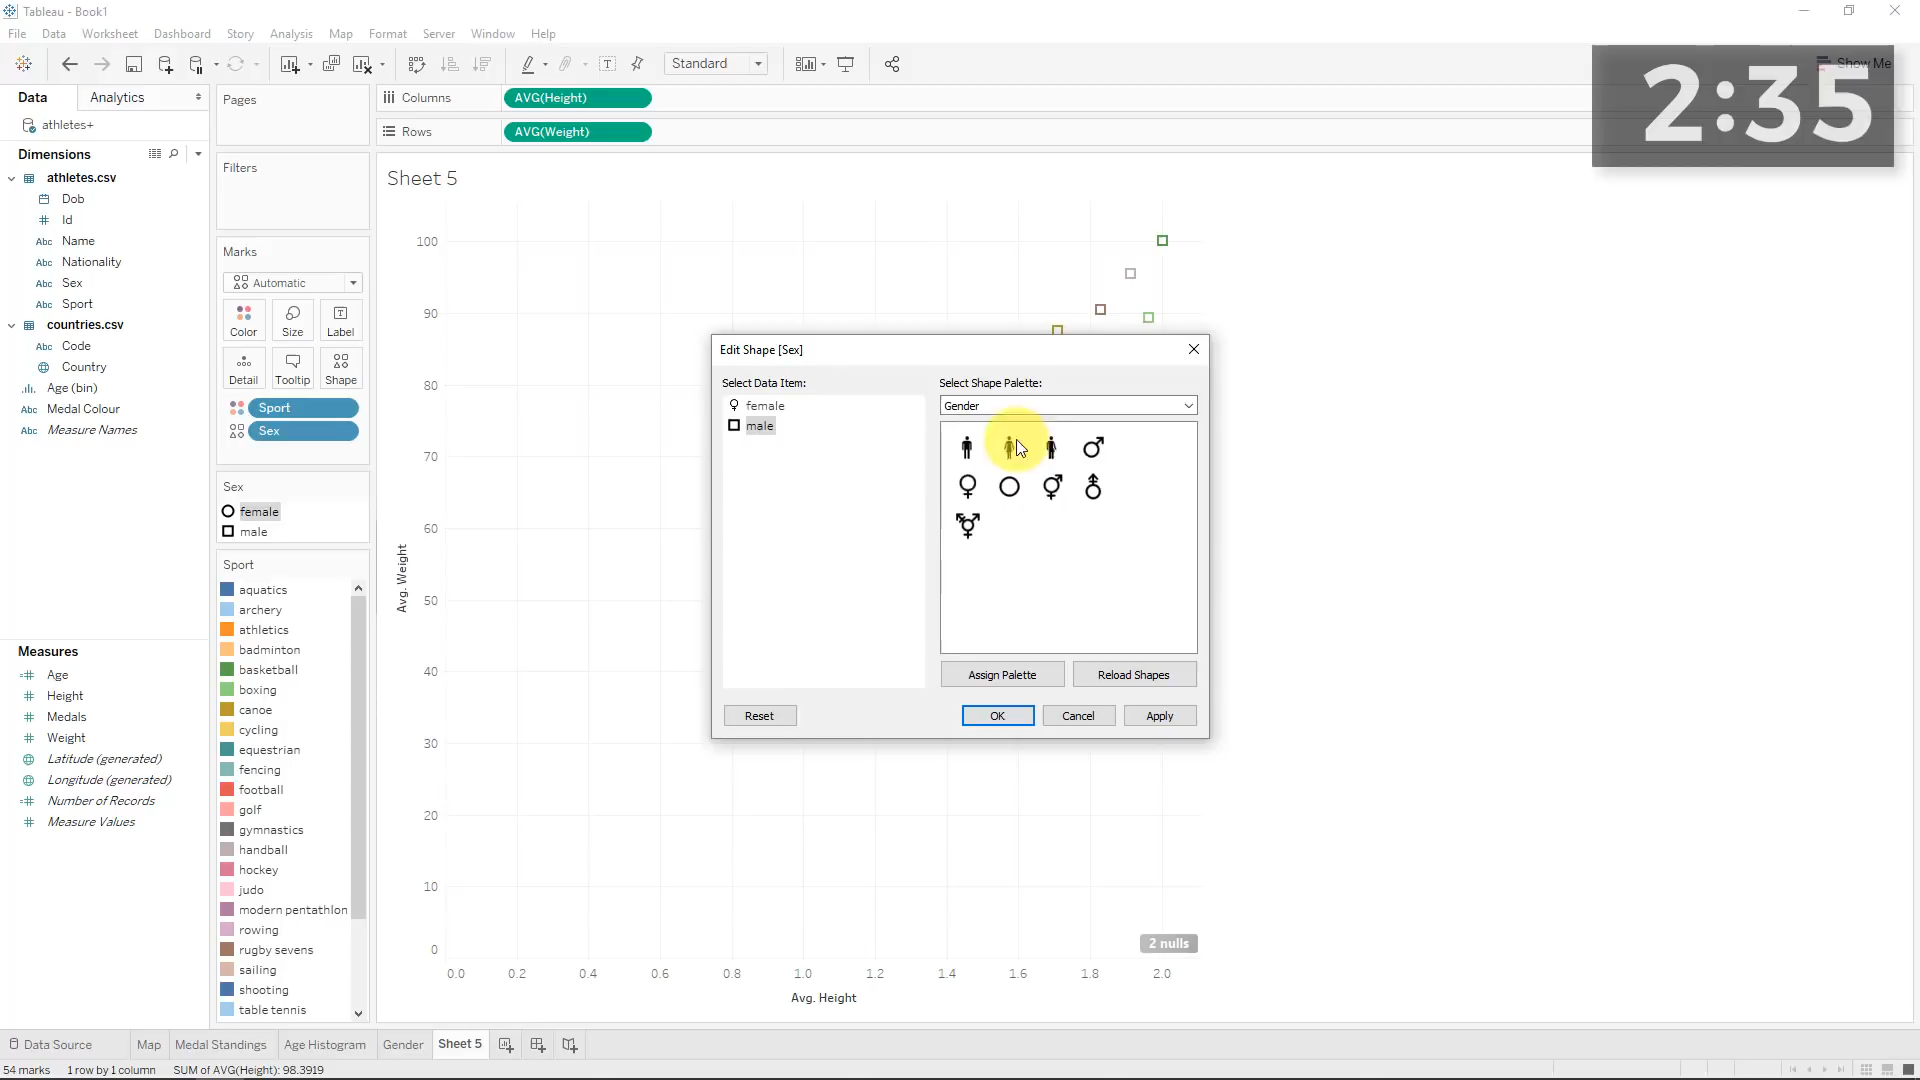 Tableau - Book1
File Data Worksheet Dashboard Story Analysis Map Format Server Window Help
Standard
Show Me
2:35
Data Analytics
athletes+
Dimensions
athletes.csv
Dob
Id
Abc Name
Abc Nationality
Abc Sex
Abc Sport
countries.csv
Abc Code
Country
Age (bin)
Abc Medal Colour
Abc Measure Names
Measures
Age
Height
Medals
Weight
Latitude (generated)
Longitude (generated)
Number of Records
Measure Values
Pages
Filters
Marks
Automatic
Color Size Label
Detail Tooltip Shape
Sport
Sex
Sex
female
male
Sport
aquatics
archery
athletics
badminton
basketball
boxing
canoe
cycling
equestrian
fencing
football
golf
gymnastics
handball
hockey
judo
modern pentathlon
rowing
rugby sevens
sailing
shooting
table tennis
Columns AVG(Height)
Rows AVG(Weight)
Sheet 5
100
90
80
70
60
50
40
30
20
10
0
Avg. Weight
0.0 0.2 0.4 0.6 0.8 1.0 1.2 1.4 1.6 1.8 2.0
Avg. Height
2 nulls
Edit Shape [Sex]
Select Data Item:
female
male
Select Shape Palette:
Gender
Assign Palette Reload Shapes
Reset OK Cancel Apply
Data Source Map Medal Standings Age Histogram Gender Sheet 5
54 marks 1 row by 1 column SUM of AVG(Height): 98.3919